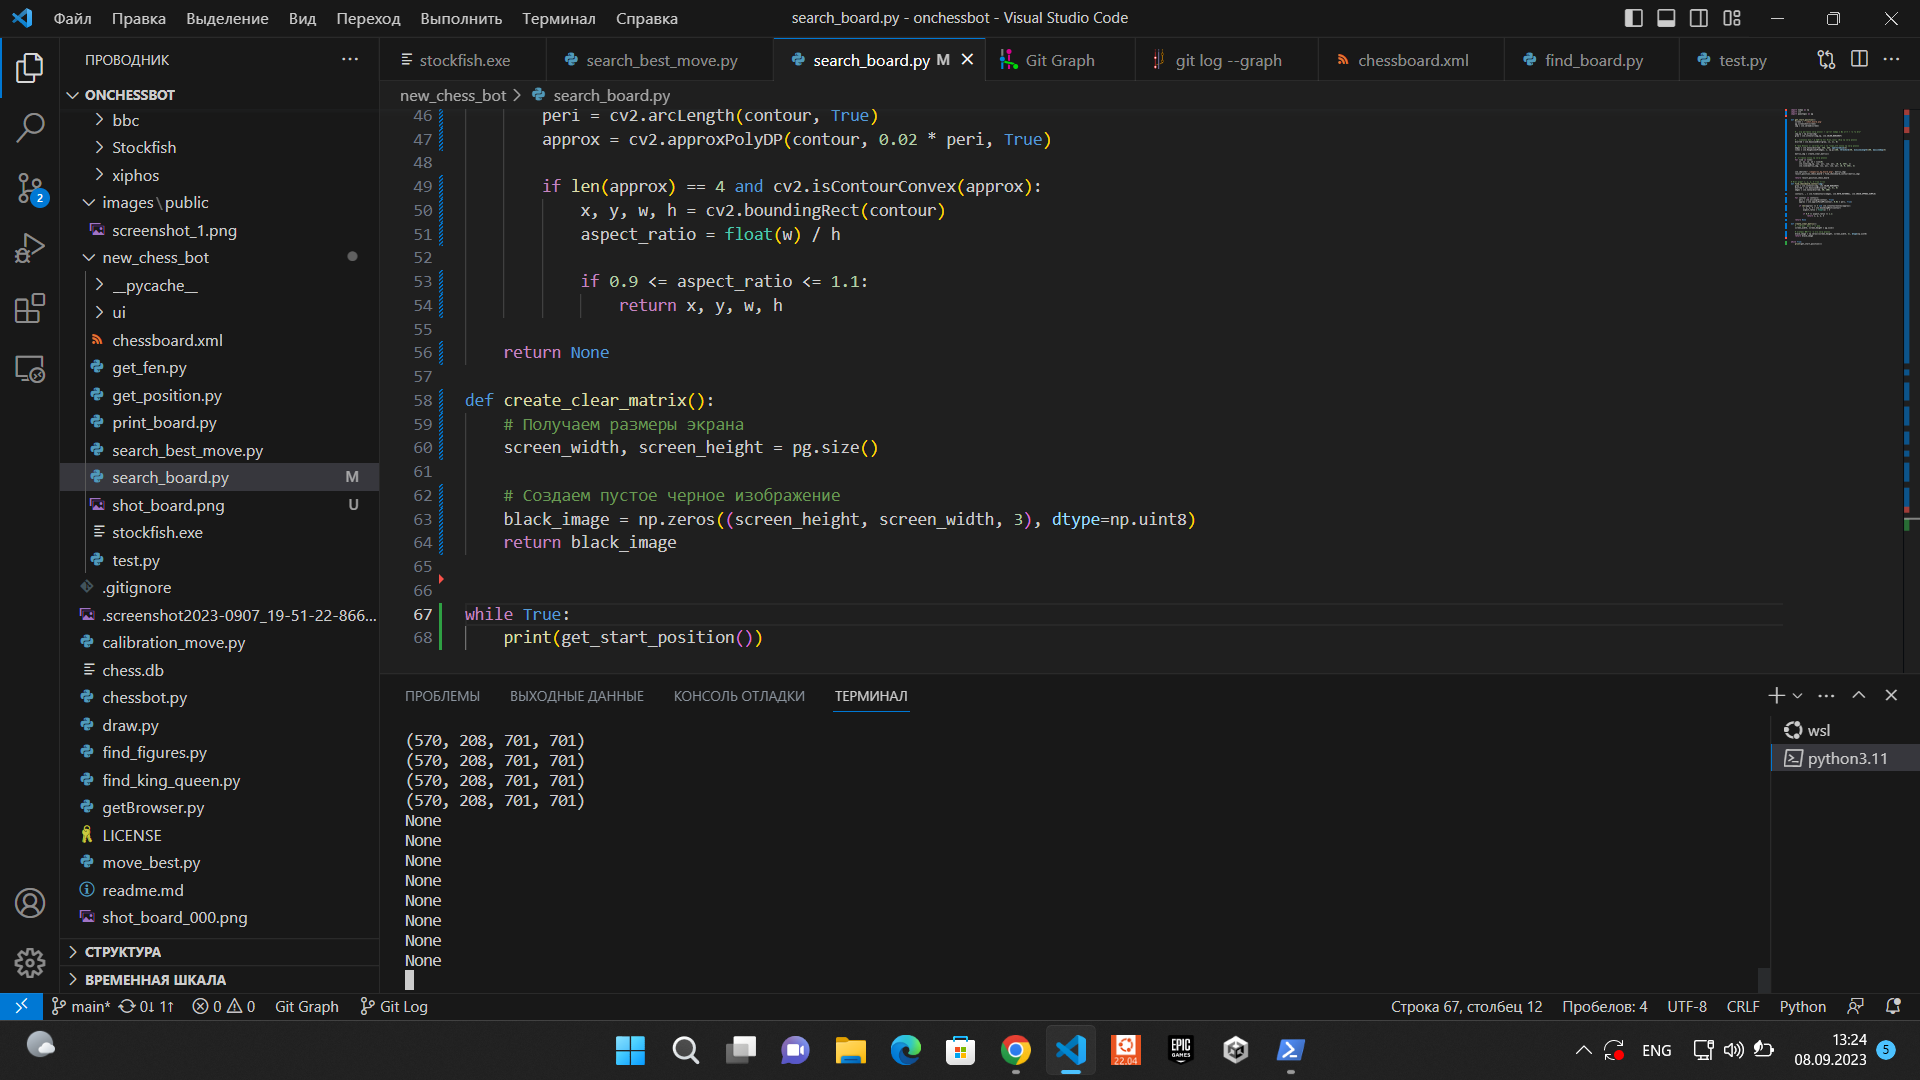 Файл Правка Выделение Вид Переход Выполнить Терминал Справка
search_board.py - onchessbot - Visual Studio Code
ПРОВОДНИК
ONCHESSBOT
bbc
Stockfish
xiphos
images\public
screenshot_1.png
new_chess_bot
__pycache__
ui
chessboard.xml
get_fen.py
get_position.py
print_board.py
search_best_move.py
search_board.py M
shot_board.png U
stockfish.exe
test.py
.gitignore
.screenshot2023-0907_19-51-22-866...
calibration_move.py
chess.db
chessbot.py
draw.py
find_figures.py
find_king_queen.py
getBrowser.py
LICENSE
move_best.py
readme.md
shot_board_000.png
СТРУКТУРА
ВРЕМЕННАЯ ШКАЛА
2
stockfish.exe search_best_move.py search_board.py M Git Graph git log --graph chessboard.xml find_board.py test.py
new_chess_bot search_board.py
46 peri = cv2.arcLength(contour, True)
47 approx = cv2.approxPolyDP(contour, 0.02 * peri, True)
48
49 if len(approx) == 4 and cv2.isContourConvex(approx):
50 x, y, w, h = cv2.boundingRect(contour)
51 aspect_ratio = float(w) / h
52
53 if 0.9 <= aspect_ratio <= 1.1:
54 return x, y, w, h
55
56 return None
57
58 def create_clear_matrix():
59 # Получаем размеры экрана
60 screen_width, screen_height = pg.size()
61
62 # Создаем пустое черное изображение
63 black_image = np.zeros((screen_height, screen_width, 3), dtype=np.uint8)
64 return black_image
65
66
67 while True:
68 print(get_start_position())
ПРОБЛЕМЫ ВЫХОДНЫЕ ДАННЫЕ КОНСОЛЬ ОТЛАДКИ ТЕРМИНАЛ
(570, 208, 701, 701)
(570, 208, 701, 701)
(570, 208, 701, 701)
(570, 208, 701, 701)
None
None
None
None
None
None
None
None
wsl
python3.11
main* 0↓ 1↑ 0 0 Git Graph Git Log
Строка 67, столбец 12 Пробелов: 4 UTF-8 CRLF Python
22.04
EPIC GAMES
ENG
13:24
08.09.2023
5